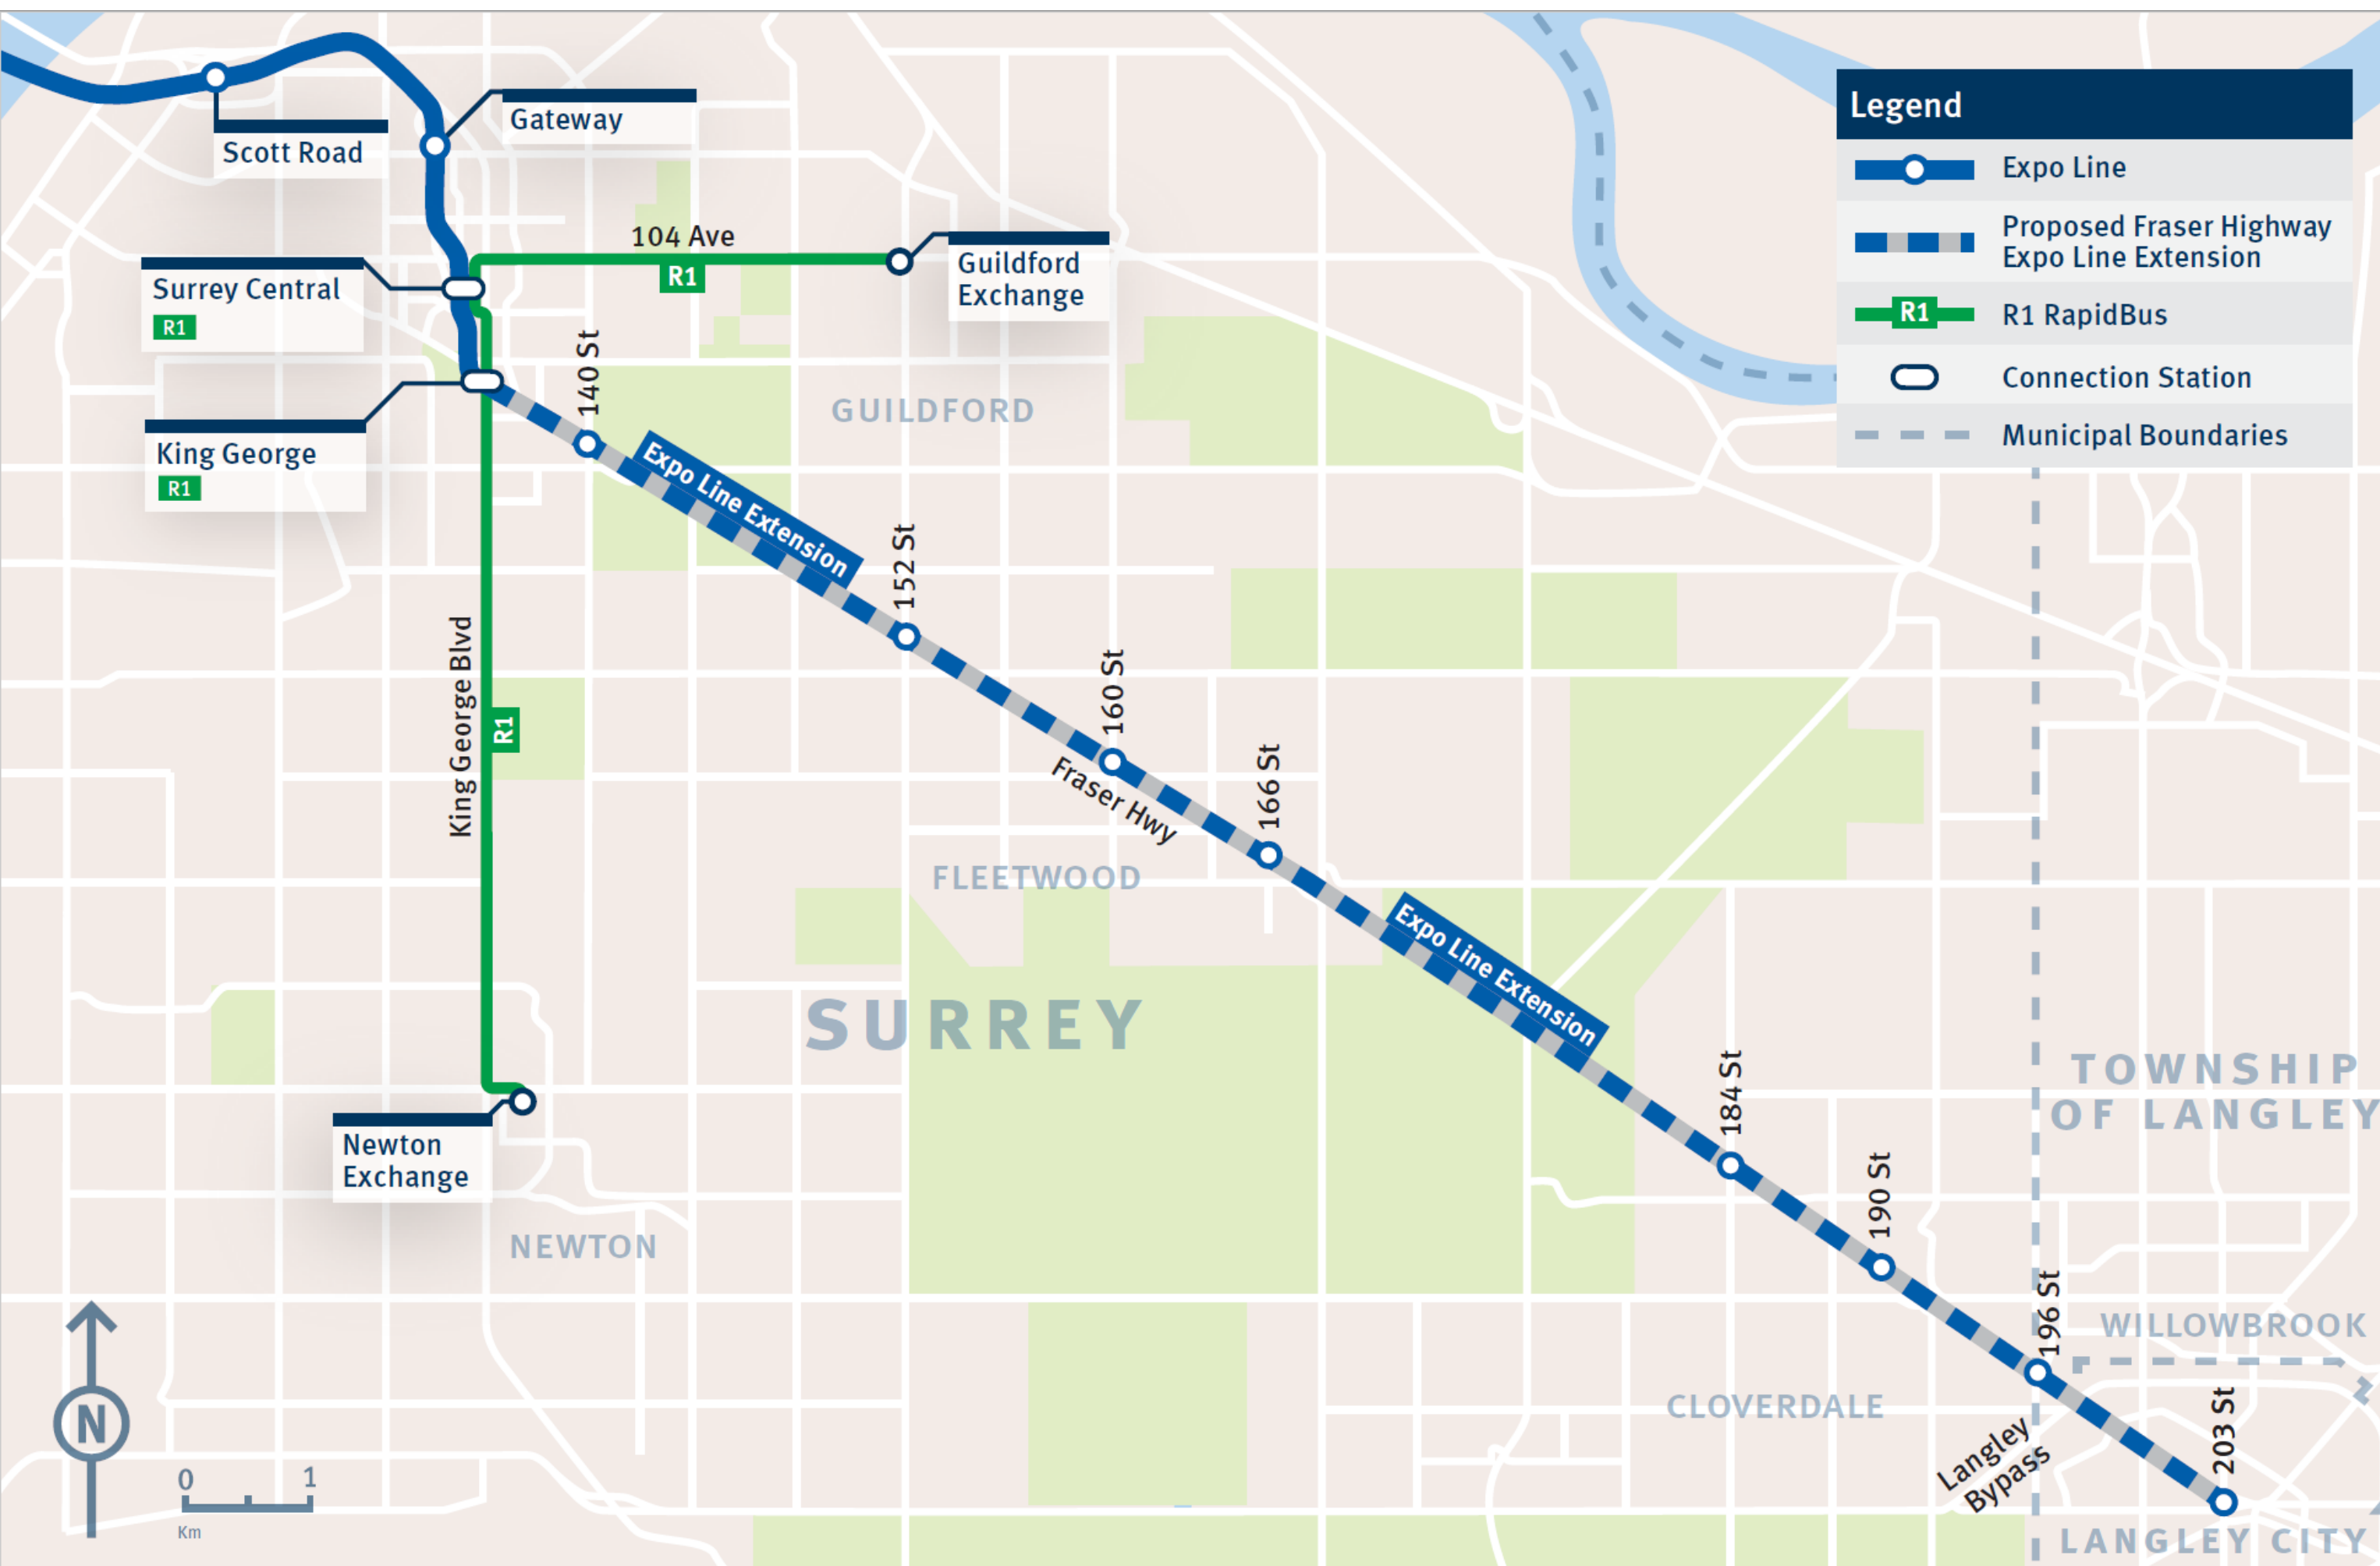 Scott Road
Gateway
Legend
Expo Line
Proposed Fraser Highway
Expo Line Extension
R1
R1 RapidBus
Connection Station
Municipal Boundaries
104 Ave
R1
Guildford
Exchange
Surrey Central
R1
King George
R1
140 St
GUILDFORD
Expo Line Extension
152 St
King George Blvd
R1
160 St
Fraser Hwy
166 St
FLEETWOOD
Expo Line Extension
SURREY
184 St
TOWNSHIP
OF LANGLEY
Newton
Exchange
NEWTON
190 St
196 St
WILLOWBROOK
CLOVERDALE
203 St
Langley
Bypass
LANGLEY CITY
N
0 1
Km